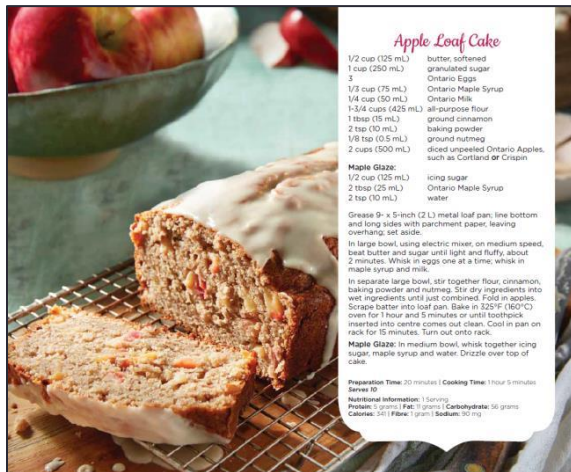 Apple Loaf Cake
1/2 cup (125 mL) butter, softened
1 cup (250 mL) granulated sugar
3 Ontario Eggs
1/3 cup (75 mL) Ontario Maple Syrup
1/4 cup (50 mL) Ontario Milk
1-3/4 cups (425 mL) all-purpose flour
1 tbsp (15 mL) ground cinnamon
2 tsp (10 mL) baking powder
1/8 tsp (0.5 mL) ground nutmeg
2 cups (500 mL) diced unpeeled Ontario Apples,
such as Cortland or Crispin
Maple Glaze:
1/2 cup (125 mL) icing sugar
2 tbsp (25 mL) Ontario Maple Syrup
2 tsp (10 mL) water
Grease 9- x 5-inch (2 L) metal loaf pan; line bottom
and long sides with parchment paper, leaving
overhang; set aside.
In large bowl, using electric mixer, on medium speed,
beat butter and sugar until light and fluffy, about
2 minutes. Whisk in eggs one at a time; whisk in
maple syrup and milk.
In separate large bowl, stir together flour, cinnamon,
baking powder and nutmeg. Stir dry ingredients into
wet ingredients until just combined. Fold in apples.
Scrape batter into loaf pan. Bake in 325°F (160°C)
oven for 1 hour and 5 minutes or until toothpick
inserted into centre comes out clean. Cool in pan on
rack for 15 minutes. Turn out onto rack.
Maple Glaze: In medium bowl, whisk together icing
sugar, maple syrup and water. Drizzle over top of
cake.
Preparation Time: 20 minutes | Cooking Time: 1 hour 5 minutes
Serves 10
Nutritional Information: 1 Serving
Protein: 5 grams | Fat: 11 grams | Carbohydrate: 56 grams
Calories: 341 | Fibre: 1 gram | Sodium: 90 mg